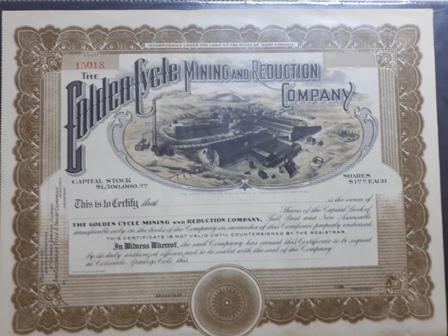 INCORPORATED UNDER THE LAWS OF THE STATE OF WEST VIRGINIA
15018
THE
Golden Cycle MINING AND REDUCTION
COMPANY
CAPITAL STOCK
$1,500,000.00
SHARES
$1.00 EACH
This is to Certify that is the owner of
Shares of the Capital Stock of
THE GOLDEN CYCLE MINING AND REDUCTION COMPANY, Full Paid and Non Assessable
transferable only on the books of the Company on surrender of this Certificate properly endorsed
THIS CERTIFICATE IS NOT VALID UNTIL COUNTERSIGNED BY THE REGISTRAR.
In Witness Whereof, the said Company has caused this Certificate to be signed
by its duly authorized officers and to be sealed with the seal of the Company
at Colorado Springs, Colo. this
SECRETARY
PRESIDENT